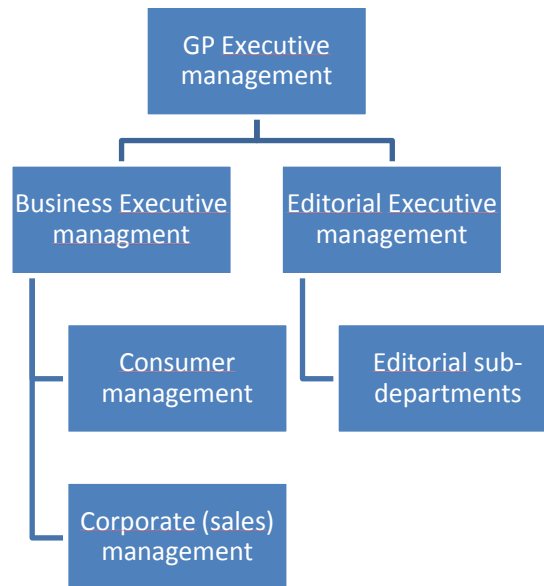 GP Executive
management
Business Executive
managment
Editorial Executive
management
Consumer
management
Editorial sub-
departments
Corporate (sales)
management